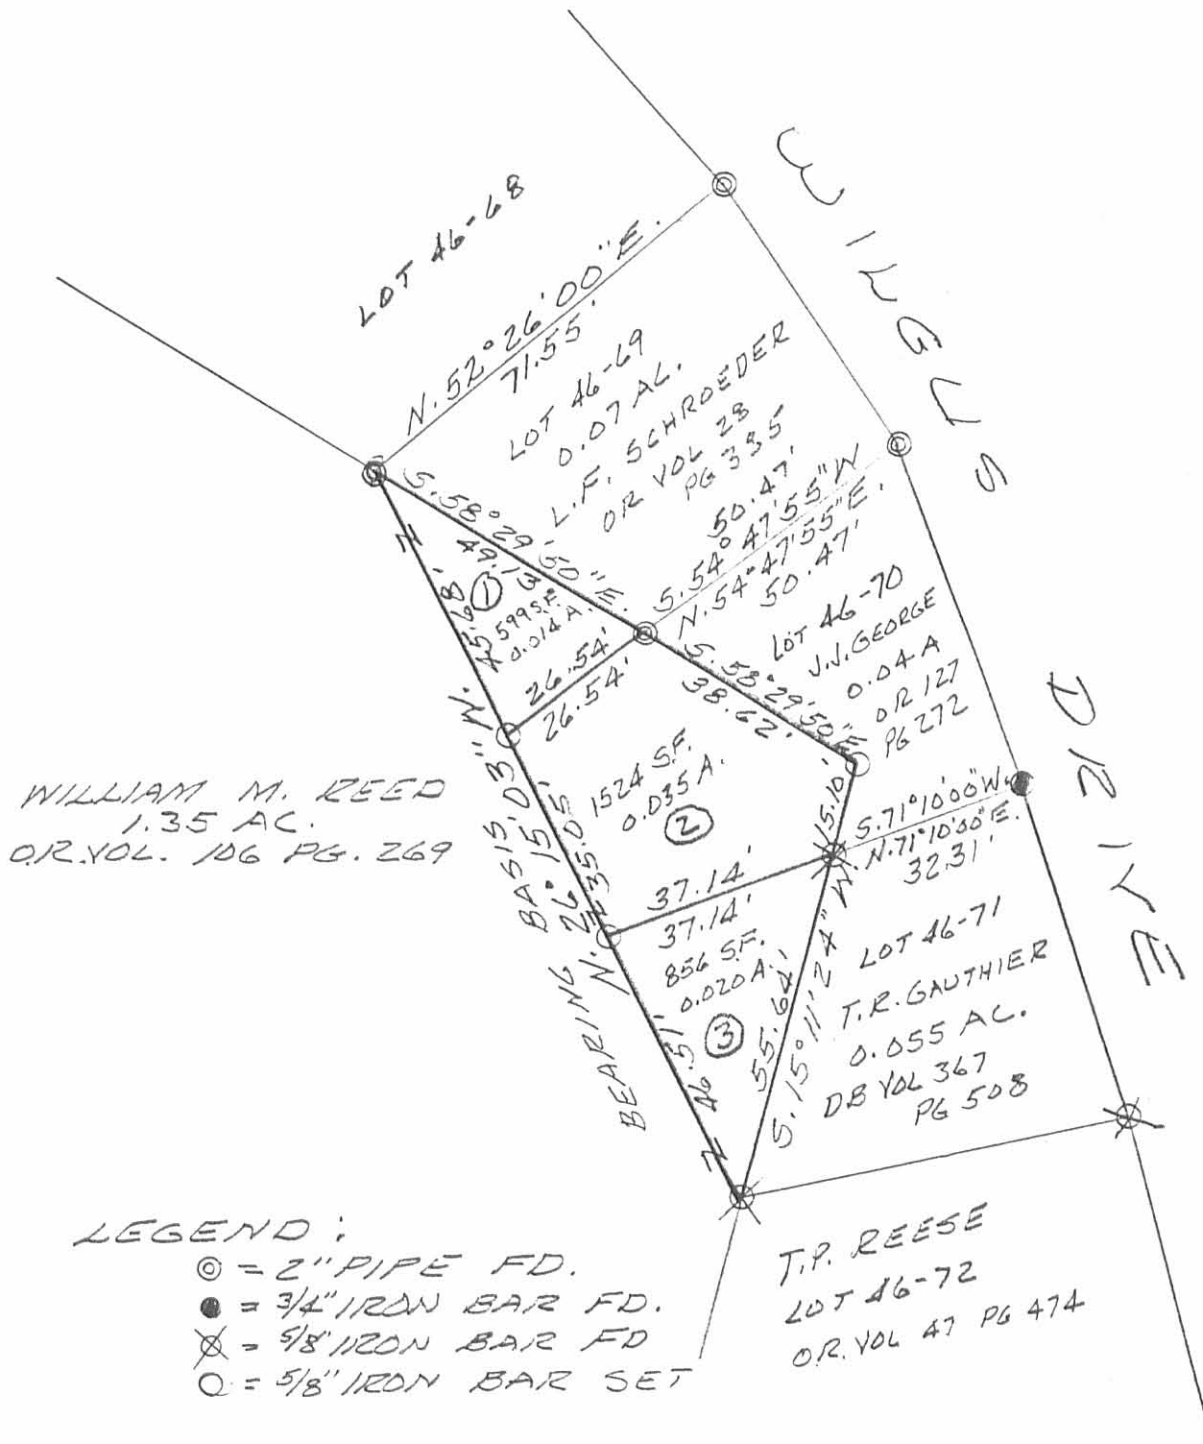 WINGUS
DRIVE
LOT 46-68
N.52°26'00"E.
71.55'
LOT 46-69
0.07 AC.
L.F. SCHROEDER
OR VOL 28
PG 335
S.58°29'50"E.
49.13'
1
599 S.F.
0.014 A.
45.68'
50.47'
S.54°47'55"W
N.54°47'55"E.
50.47'
26.54'
26.54'
LOT 46-70
J.J. GEORGE
0.04 A
OR 127
PG 272
S.58°29'50"E
38.62'
1524 S.F.
0.035 A.
2
15.10'
S.71°10'00"W.
N.71°10'00"E.
32.31'
WILLIAM M. REED
1.35 AC.
O.R. VOL. 106 PG. 269
BEARING BASIS
N. 26°15'03" W.
35.05'
37.14'
37.14'
856 S.F.
0.020 A.
3
46.51'
55.64'
S.15°11'24"W.
LOT 46-71
T.R. GAUTHIER
0.055 AC.
DB VOL 367
PG 508
T.P. REESE
LOT 46-72
O.R. VOL 47 PG 474
LEGEND:
= 2" PIPE FD.
= 3/4" IRON BAR FD.
= 5/8" IRON BAR FD
= 5/8" IRON BAR SET